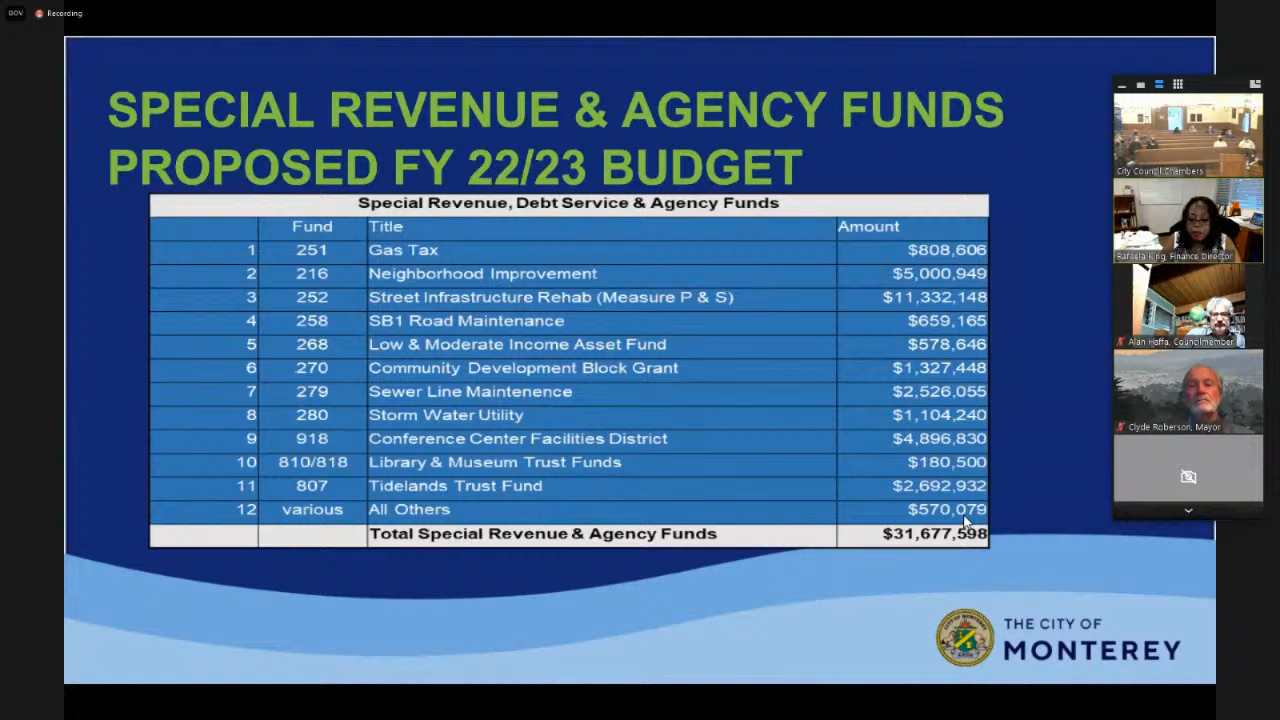 GOV Recording
SPECIAL REVENUE & AGENCY FUNDS
PROPOSED FY 22/23 BUDGET
Special Revenue, Debt Service & Agency Funds
Fund Title Amount
1 251 Gas Tax $808,606
2 216 Neighborhood Improvement $5,000,949
3 252 Street Infrastructure Rehab (Measure P & S) $11,332,148
4 258 SB1 Road Maintenance $659,165
5 268 Low & Moderate Income Asset Fund $578,646
6 270 Community Development Block Grant $1,327,448
7 279 Sewer Line Maintenence $2,526,055
8 280 Storm Water Utility $1,104,240
9 918 Conference Center Facilities District $4,896,830
10 810/818 Library & Museum Trust Funds $180,500
11 807 Tidelands Trust Fund $2,692,932
12 various All Others $570,079
Total Special Revenue & Agency Funds $31,677,598
City Council Chambers
Rafaela King, Finance Director
Alan Haffa, Councilmember
Clyde Roberson, Mayor
THE CITY OF
MONTEREY